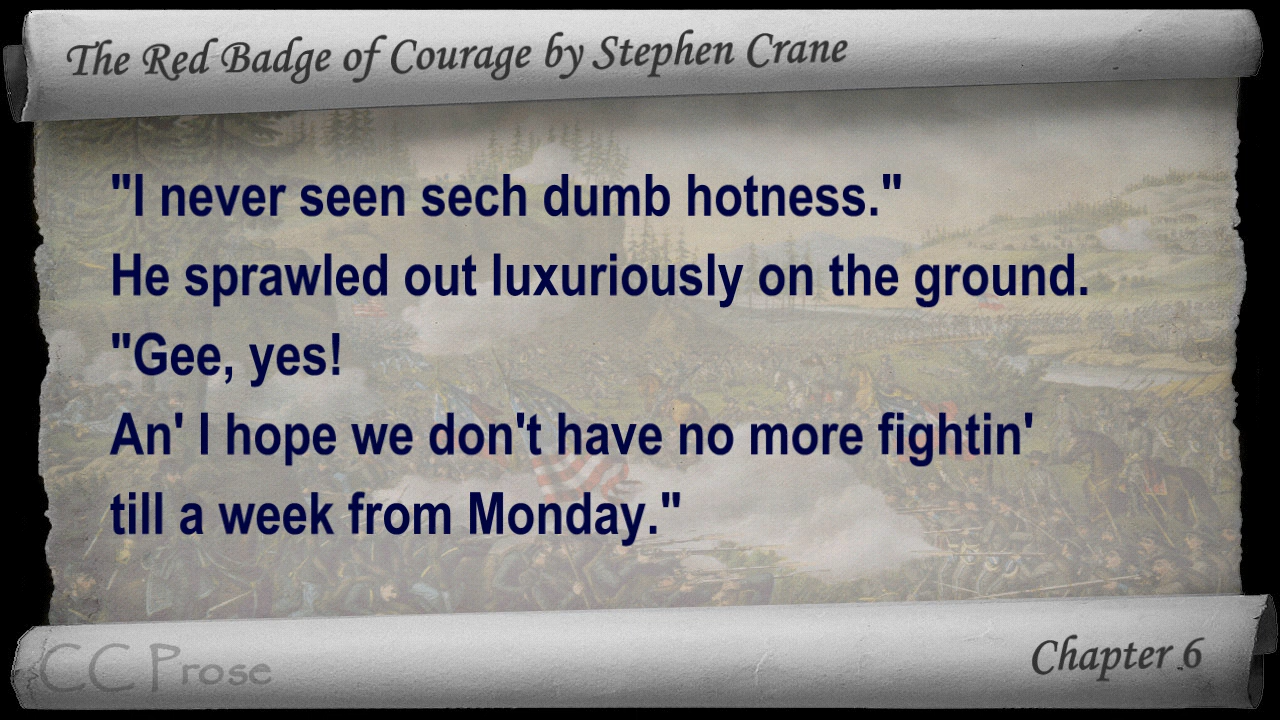 The Red Badge of Courage by Stephen Crane
"I never seen sech dumb hotness."
He sprawled out luxuriously on the ground.
"Gee, yes!
An' I hope we don't have no more fightin'
till a week from Monday."
CC Prose
Chapter 6